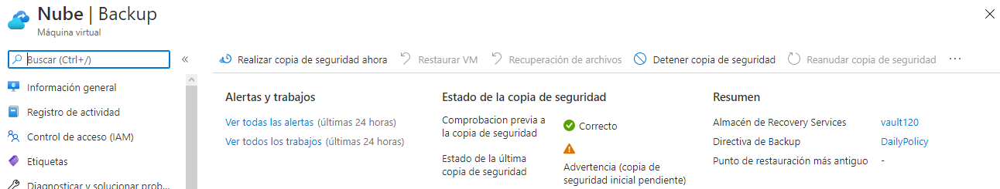 Nube | Backup
Máquina virtual
Buscar (Ctrl+/)
«
Información general
Registro de actividad
Control de acceso (IAM)
Etiquetas
Diagnosticar y solucionar prob...
Realizar copia de seguridad ahora
Restaurar VM
Recuperación de archivos
Detener copia de seguridad
Reanudar copia de seguridad
...
Alertas y trabajos
Ver todas las alertas (últimas 24 horas)
Ver todos los trabajos (últimas 24 horas)
Estado de la copia de seguridad
Comprobacion previa a
la copia de seguridad
Correcto
Estado de la última
copia de seguridad
Advertencia (copia de
seguridad inicial pendiente)
Resumen
Almacén de Recovery Services
vault120
Directiva de Backup
DailyPolicy
Punto de restauración más antiguo
-